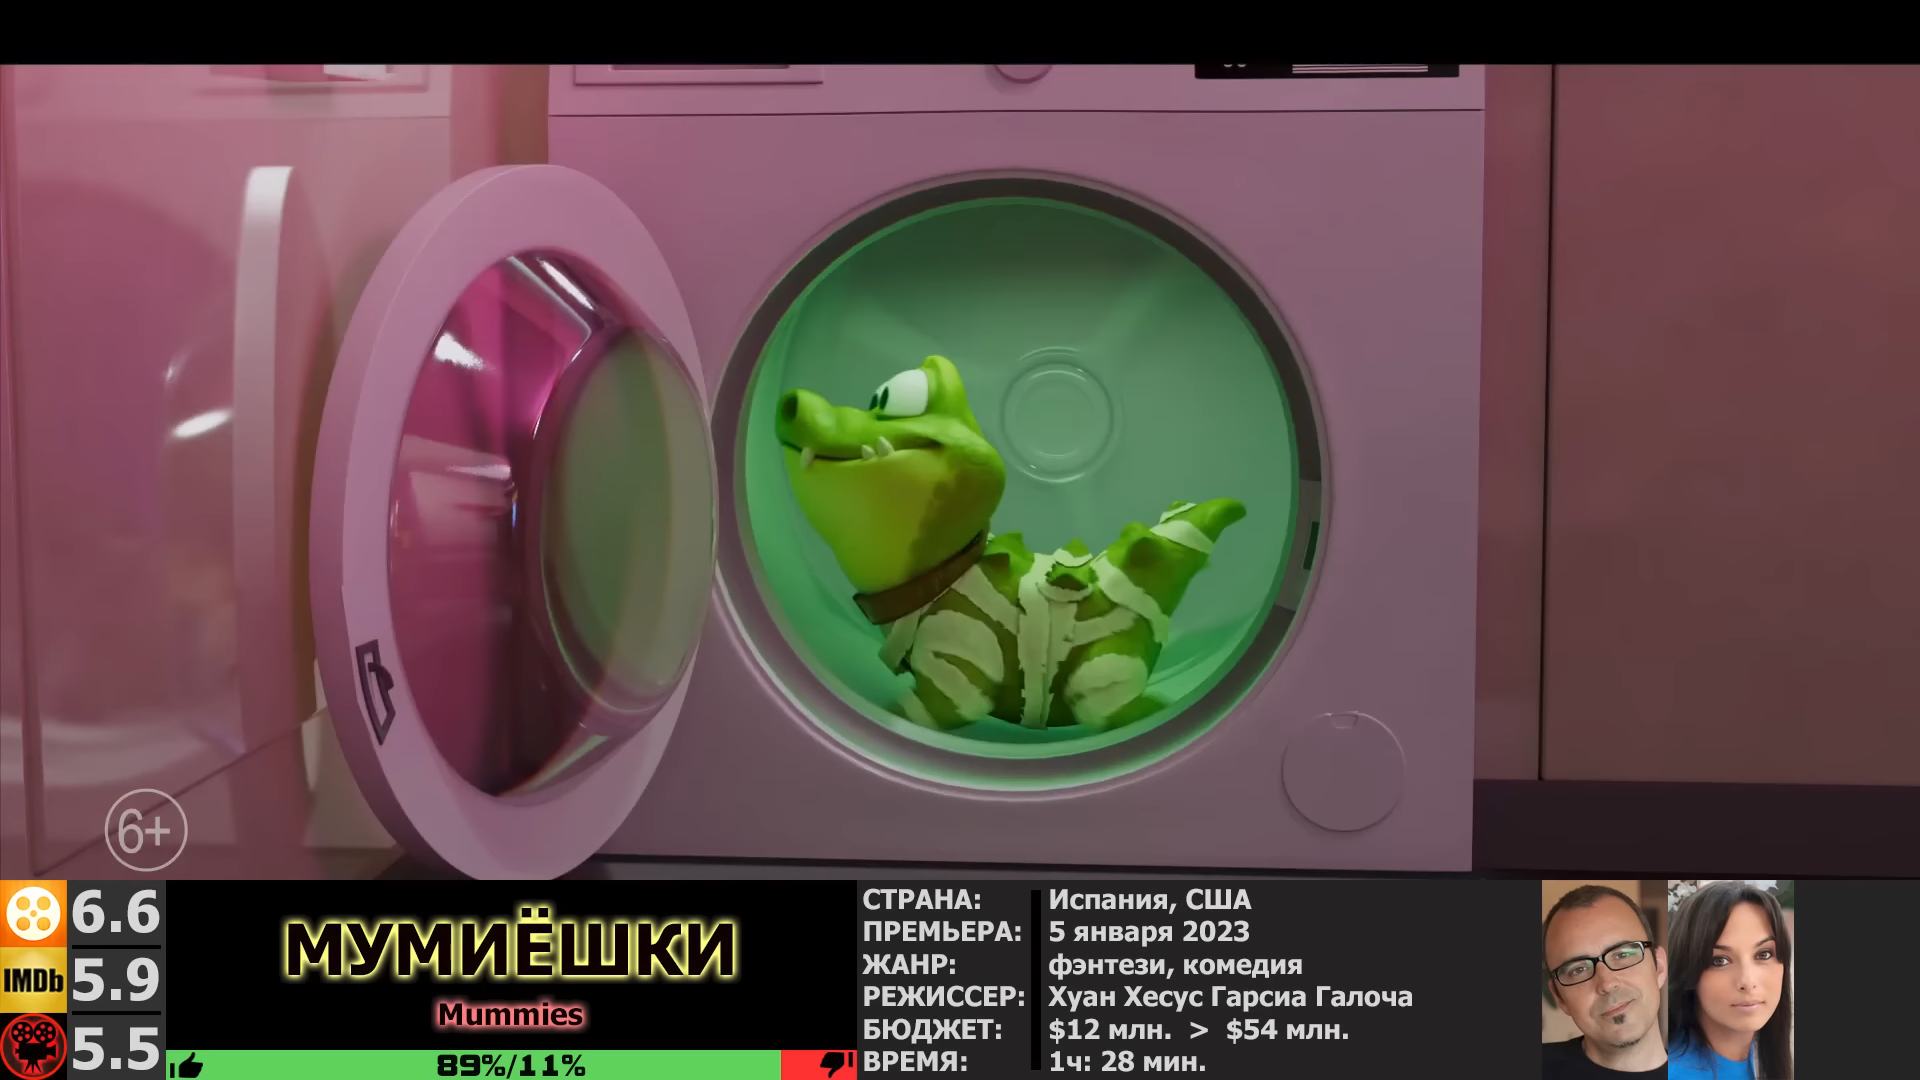 6+
6.6
IMDb 5.9
5.5
МУМИЁШКИ
Mummies
89%/11%
СТРАНА: Испания, США
ПРЕМЬЕРА: 5 января 2023
ЖАНР: фэнтези, комедия
РЕЖИССЕР: Хуан Хесус Гарсиа Галоча
БЮДЖЕТ: $12 млн. > $54 млн.
ВРЕМЯ: 1ч: 28 мин.